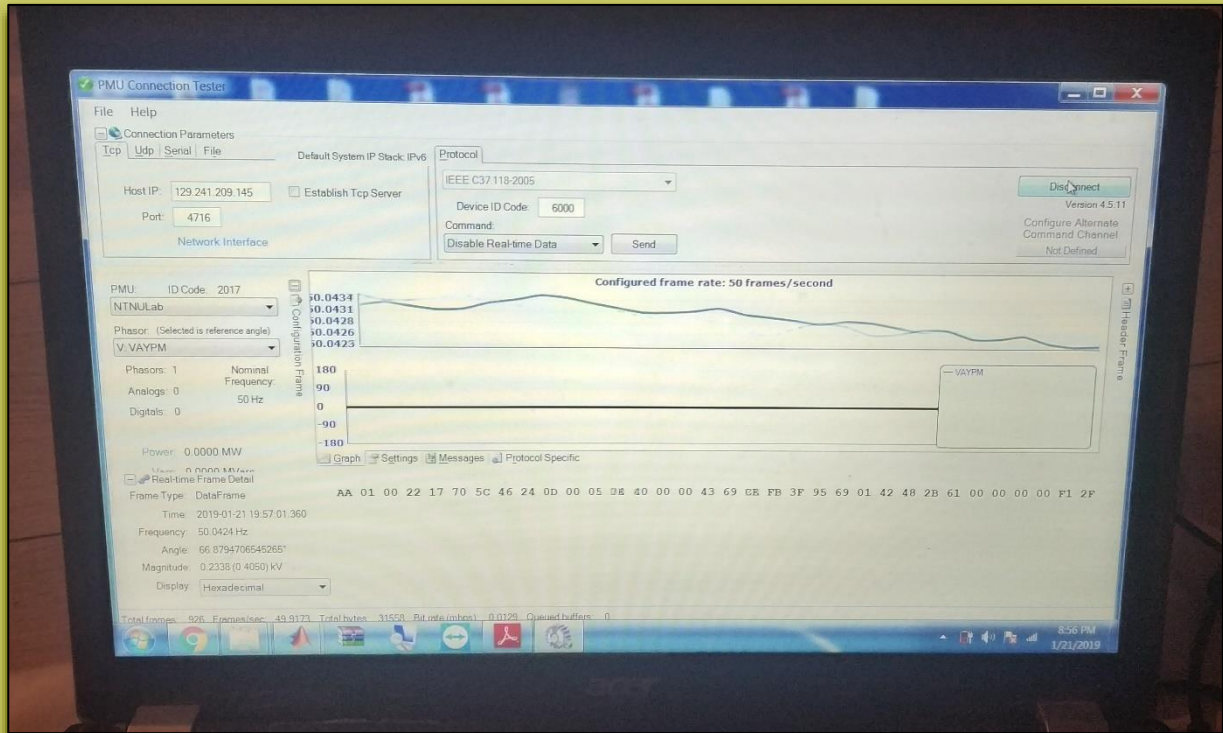 PMU Connection Tester
File Help
Connection Parameters
Tcp Udp Serial File
Default System IP Stack: IPv6
Host IP: 129.241.209.145
Establish Tcp Server
Port: 4716
Network Interface
Protocol
IEEE C37.118-2005
Device ID Code: 6000
Command:
Disable Real-time Data Send
Disconnect
Version 4.5.11
Configure Alternate
Command Channel
Not Defined
PMU: ID Code: 2017
NTNULab
Phasor: (Selected is reference angle)
V: VAYPM
Phasors: 1 Nominal
Frequency:
Analogs: 0
50 Hz
Digitals: 0
Power: 0.0000 MW
Configuration Frame
Configured frame rate: 50 frames/second
50.0434
50.0431
50.0428
50.0426
50.0423
180
90
0
-90
-180
VAYPM
Header Frame
Graph Settings Messages Protocol Specific
Real-time Frame Detail
Frame Type: DataFrame
Time: 2019-01-21 19:57:01.360
Frequency: 50.0424 Hz
Angle: 66.8794706545265°
Magnitude: 0.2338 (0.4050) kV
Display: Hexadecimal
AA 01 00 22 17 70 5C 46 24 0D 00 05 40 00 00 43 69 FB 3F 95 69 01 42 48 2B 61 00 00 00 00 F1 2F
Total frames: 926 Frames/sec: 49.9173 Total bytes: 31558 Bit rate (mbps): 0.0129 Queued buffers: 0
8:56 PM
1/21/2019
acer